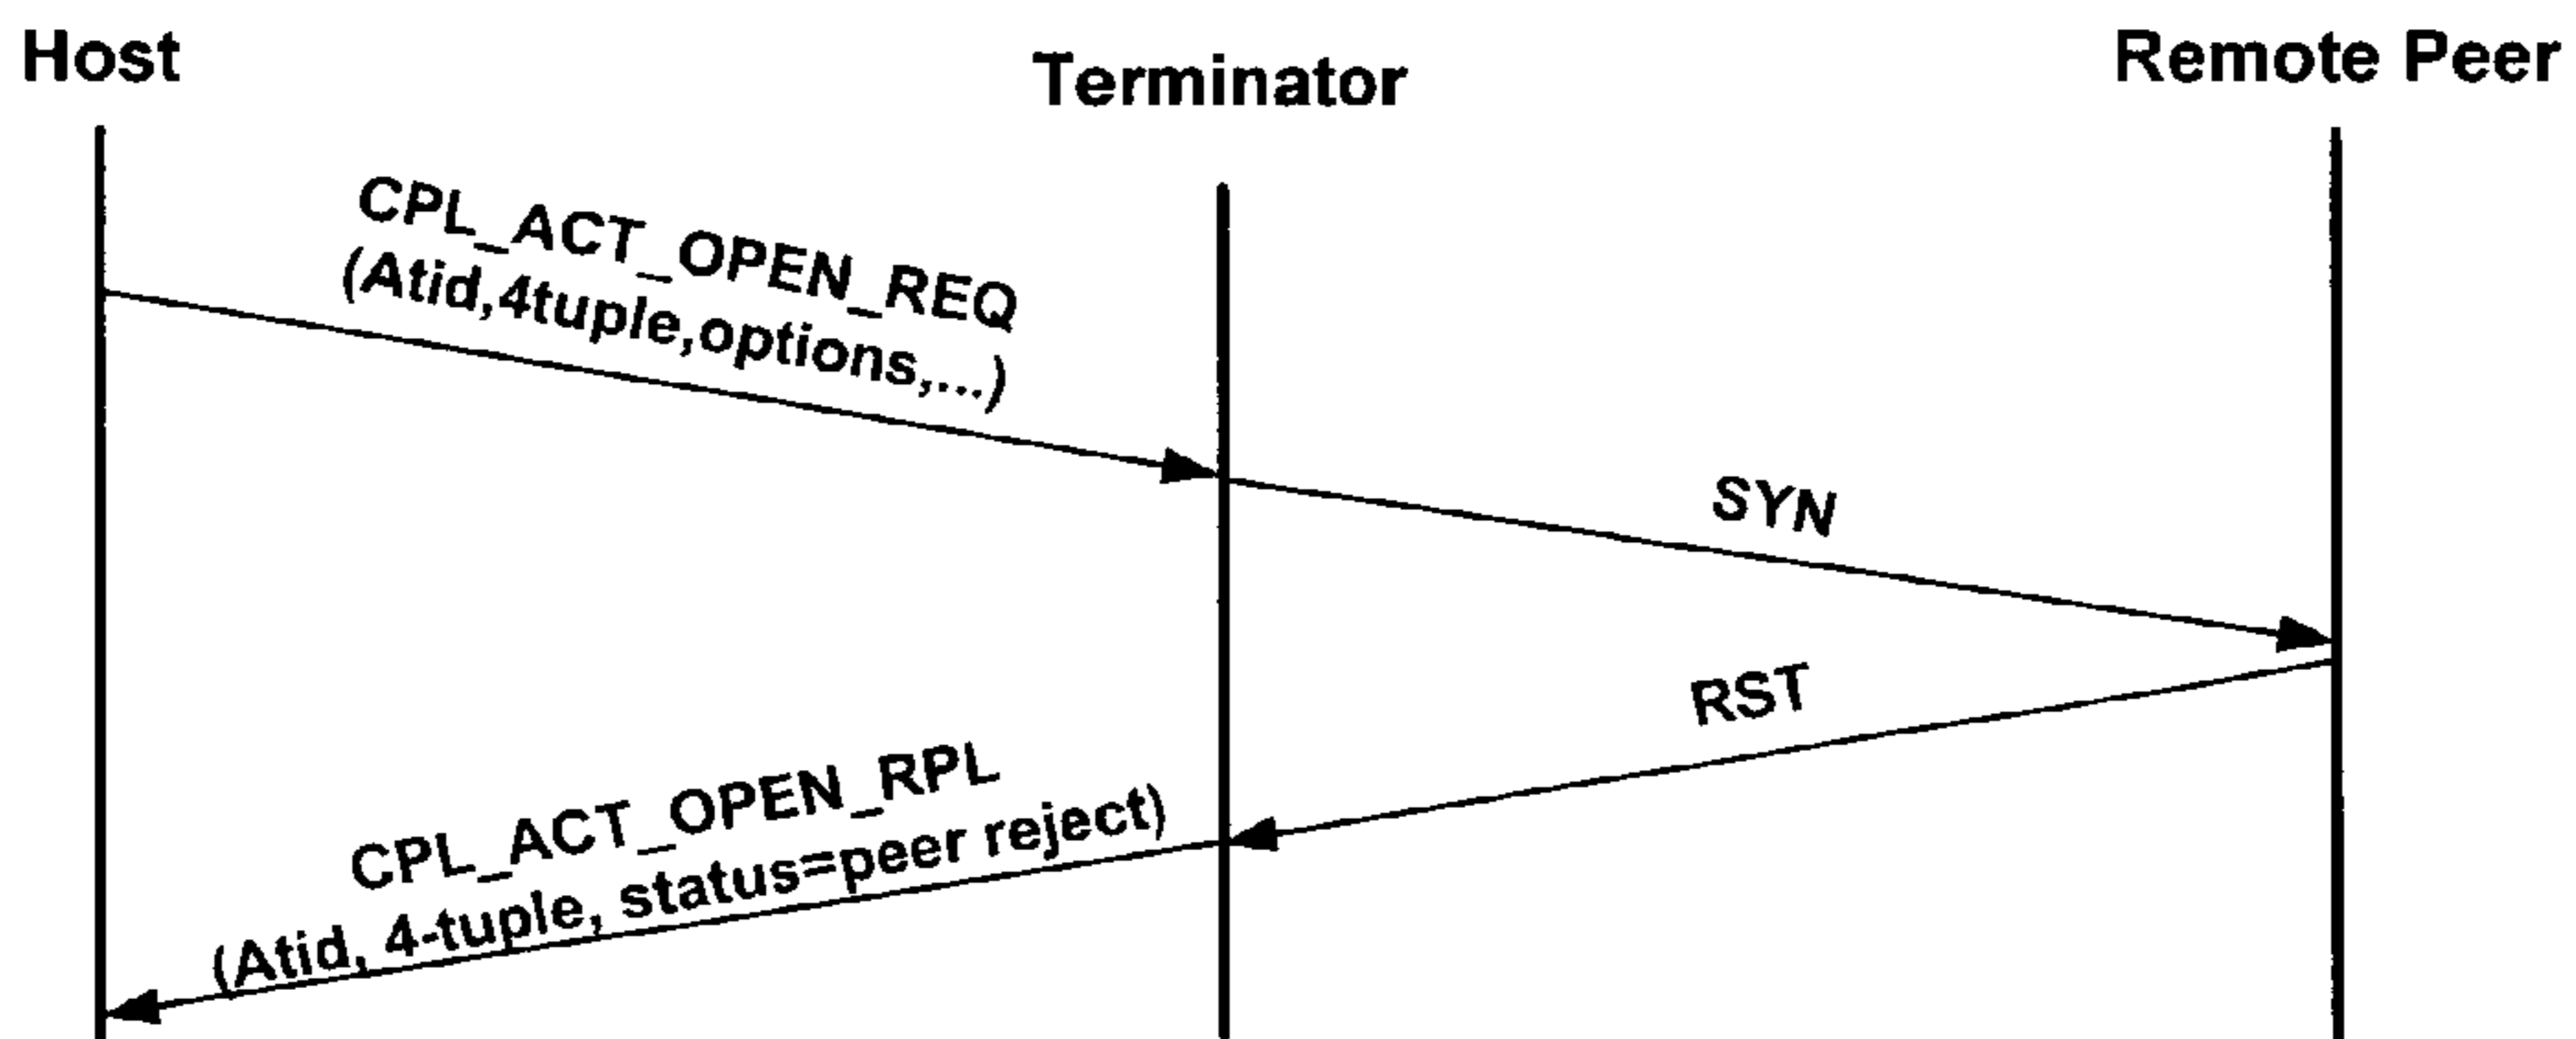 Host
Terminator
Remote Peer
CPL_ACT_OPEN_REQ
(Atid,4tuple,options,...)
SYN
RST
CPL_ACT_OPEN_RPL
(Atid, 4-tuple, status=peer reject)